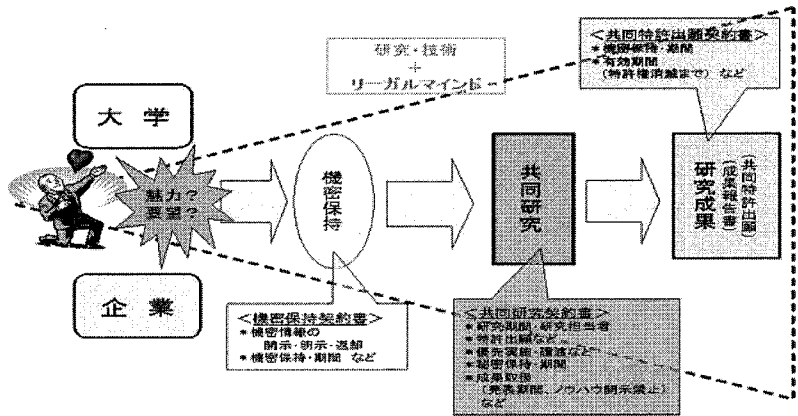 研究・技術
+
リーガルマインド
＜共同特許出願契約書＞
* 機密保持・期間
* 有効期間
(特許権消滅まで) など
大 学
魅力?
要望?
企 業
機密保持
共同研究
研究成果
(共同特許出願)
(成果報告書)
＜機密保持契約書＞
* 機密情報の
開示・明示・返却
* 機密保持・期間 など
＜共同研究契約書＞
* 研究期間・研究担当者
* 特許出願など
* 優先実施・譲渡など
* 秘密保持・期間
* 成果取扱
(発表期間、ノウハウ開示禁止)
など